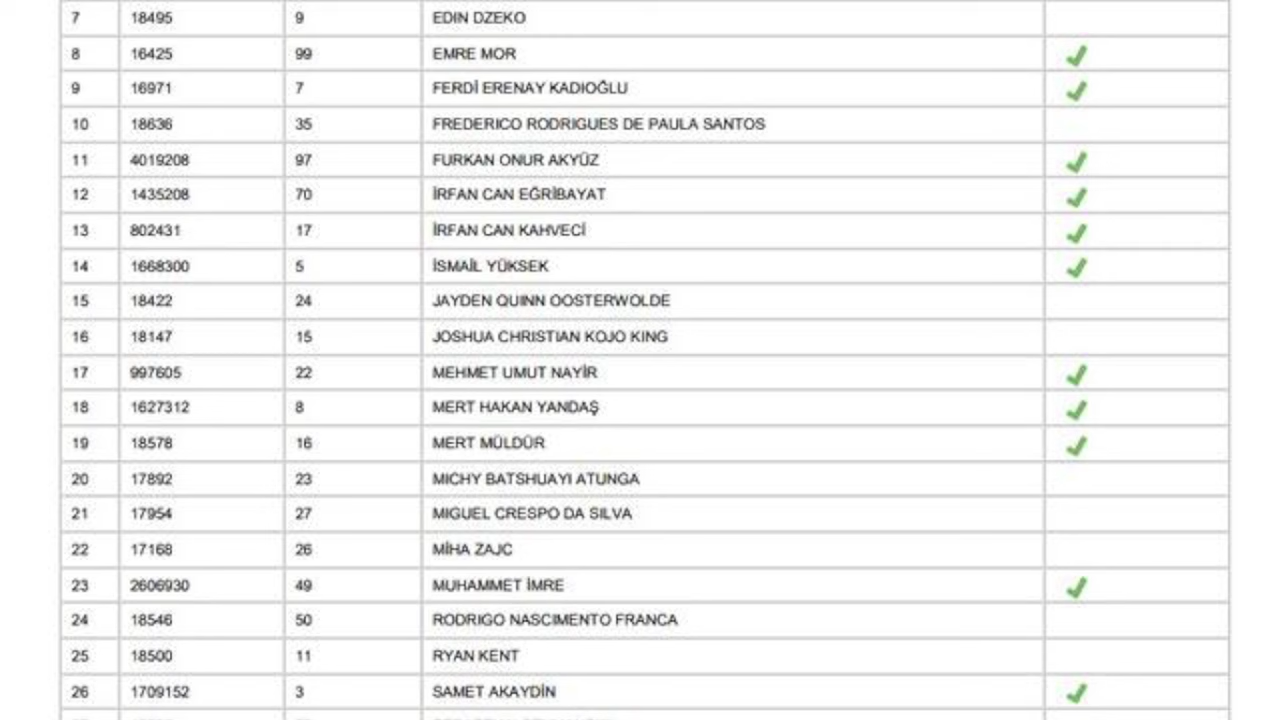 7 18495 9 EDIN DZEKO
8 16425 99 EMRE MOR
9 16971 7 FERDİ ERENAY KADIOĞLU
10 18636 35 FREDERICO RODRIGUES DE PAULA SANTOS
11 4019208 97 FURKAN ONUR AKYÜZ
12 1435208 70 İRFAN CAN EĞRİBAYAT
13 802431 17 İRFAN CAN KAHVECİ
14 1668300 5 İSMAİL YÜKSEK
15 18422 24 JAYDEN QUINN OOSTERWOLDE
16 18147 15 JOSHUA CHRISTIAN KOJO KING
17 997605 22 MEHMET UMUT NAYİR
18 1627312 8 MERT HAKAN YANDAŞ
19 18578 16 MERT MÜLDÜR
20 17892 23 MICHY BATSHUAYI ATUNGA
21 17954 27 MIGUEL CRESPO DA SILVA
22 17168 26 MİHA ZAJC
23 2606930 49 MUHAMMET İMRE
24 18546 50 RODRIGO NASCIMENTO FRANCA
25 18500 11 RYAN KENT
26 1709152 3 SAMET AKAYDİN